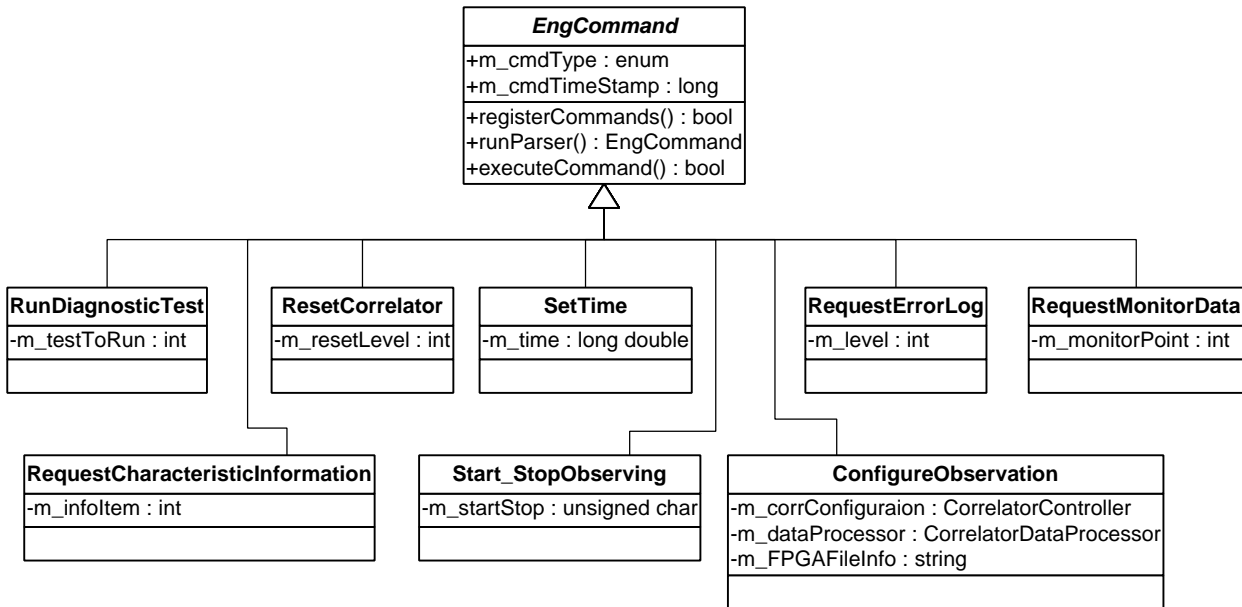 EngCommand
+m_cmdType : enum
+m_cmdTimeStamp : long
+registerCommands() : bool
+runParser() : EngCommand
+executeCommand() : bool
RunDiagnosticTest
-m_testToRun : int
ResetCorrelator
-m_resetLevel : int
SetTime
-m_time : long double
RequestErrorLog
-m_level : int
RequestMonitorData
-m_monitorPoint : int
RequestCharacteristicInformation
-m_infoItem : int
Start_StopObserving
-m_startStop : unsigned char
ConfigureObservation
-m_corrConfiguraion : CorrelatorController
-m_dataProcessor : CorrelatorDataProcessor
-m_FPGAFileInfo : string